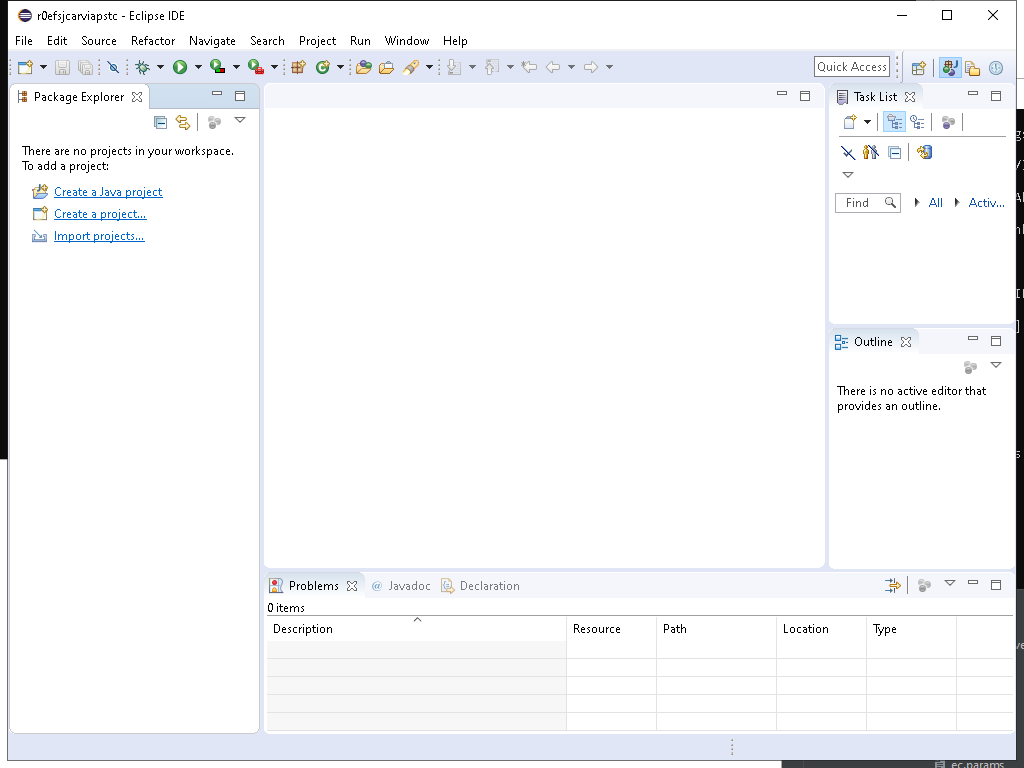 r0efsjcarviapstc - Eclipse IDE
File Edit Source Refactor Navigate Search Project Run Window Help
Quick Access
Package Explorer
There are no projects in your workspace.
To add a project:
Create a Java project
Create a project...
Import projects...
Task List
Find
All
Activ...
Outline
There is no active editor that
provides an outline.
Problems @ Javadoc Declaration
0 items
Description Resource Path Location Type
ec.params